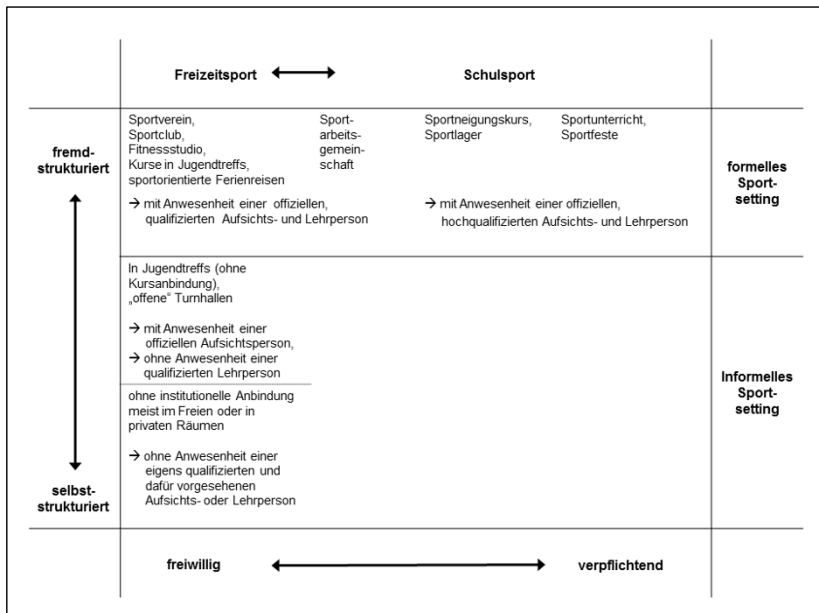 Freizeitsport
Schulsport
fremd-
strukturiert
Sportverein,
Sportclub,
Fitnessstudio,
Kurse in Jugendtreffs,
sportorientierte Ferienreisen
→ mit Anwesenheit einer offiziellen,
qualifizierten Aufsichts- und Lehrperson
Sport-
arbeits-
gemein-
schaft
Sportneigungskurs,
Sportlager
Sportunterricht,
Sportfeste
→ mit Anwesenheit einer offiziellen,
hochqualifizierten Aufsichts- und Lehrperson
formelles
Sport-
setting
In Jugendtreffs (ohne
Kursanbindung),
„offene“ Turnhallen
→ mit Anwesenheit einer
offiziellen Aufsichtsperson,
→ ohne Anwesenheit einer
qualifizierten Lehrperson
ohne institutionelle Anbindung
meist im Freien oder in
privaten Räumen
→ ohne Anwesenheit einer
eigens qualifizierten und
dafür vorgesehenen
Aufsichts- oder Lehrperson
Informelles
Sport-
setting
selbst-
strukturiert
freiwillig
verpflichtend